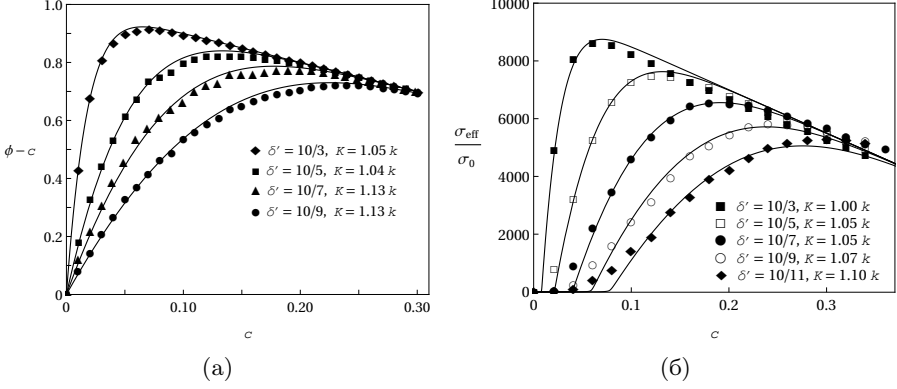 1.0
0.8
0.6
ϕ − c
0.4
0.2
0
0
0.10
0.20
0.30
c
δ′ = 10/3, K = 1.05 k
δ′ = 10/5, K = 1.04 k
δ′ = 10/7, K = 1.13 k
δ′ = 10/9, K = 1.13 k
(а)
10000
8000
6000
σeff
σ0
4000
2000
0
0
0.1
0.2
0.3
c
δ′ = 10/3, K = 1.00 k
δ′ = 10/5, K = 1.05 k
δ′ = 10/7, K = 1.05 k
δ′ = 10/9, K = 1.07 k
δ′ = 10/11, K = 1.10 k
(б)